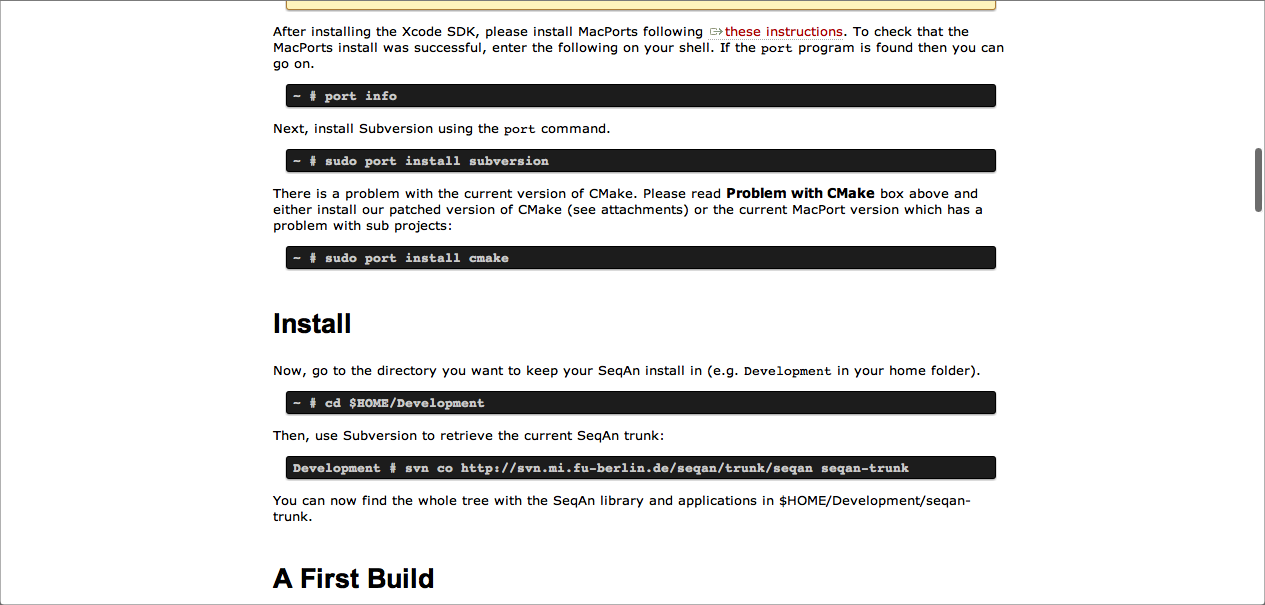 After installing the Xcode SDK, please install MacPorts following these instructions. To check that the
MacPorts install was successful, enter the following on your shell. If the port program is found then you can
go on.
~ # port info
Next, install Subversion using the port command.
~ # sudo port install subversion
There is a problem with the current version of CMake. Please read Problem with CMake box above and
either install our patched version of CMake (see attachments) or the current MacPort version which has a
problem with sub projects:
~ # sudo port install cmake
Install
Now, go to the directory you want to keep your SeqAn install in (e.g. Development in your home folder).
~ # cd $HOME/Development
Then, use Subversion to retrieve the current SeqAn trunk:
Development # svn co http://svn.mi.fu-berlin.de/seqan/trunk/seqan seqan-trunk
You can now find the whole tree with the SeqAn library and applications in $HOME/Development/seqan-
trunk.
A First Build